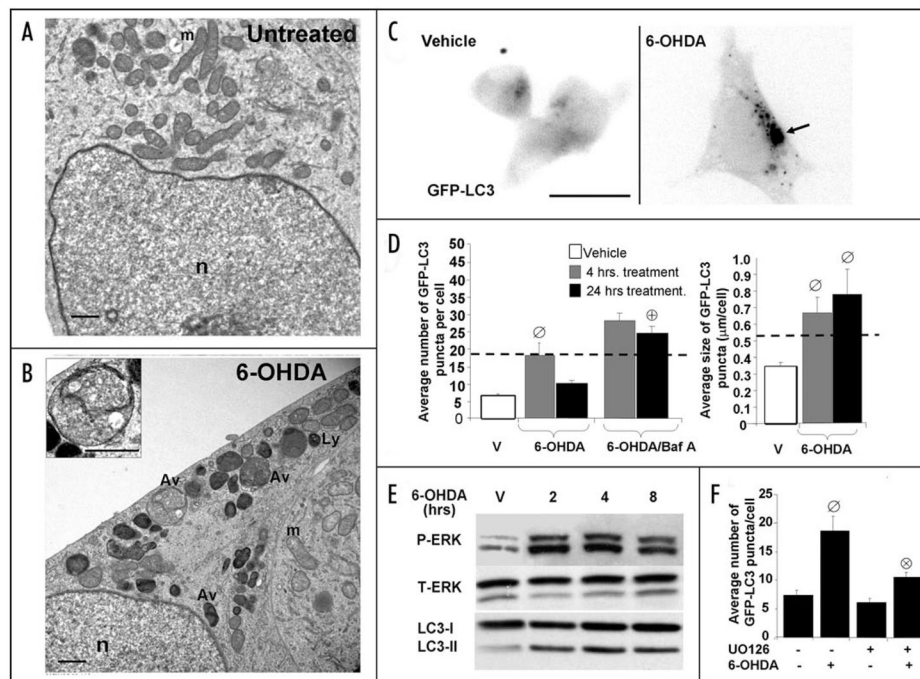 A
m
Untreated
n
B
6-OHDA
Ly
Av
Av
m
Av
n
C
Vehicle
6-OHDA
GFP-LC3
D
Average number of GFP-LC3
puncta per cell
50
45
40
35
30
25
20
15
10
5
0
Vehicle
4 hrs. treatment
24 hrs treatment.
∅
⊕
V
6-OHDA
6-OHDA/Baf A
Average size of GFP-LC3
puncta (µm/cell)
1.0
0.9
0.8
0.7
0.6
0.5
0.4
0.3
0.2
0.1
0
∅
∅
V
6-OHDA
E
6-OHDA V 2 4 8
(hrs)
P-ERK
T-ERK
LC3-I
LC3-II
F
Average number of
GFP-LC3 puncta/cell
25
20
15
10
5
0
∅
⊗
UO126 - - + +
6-OHDA - + - +